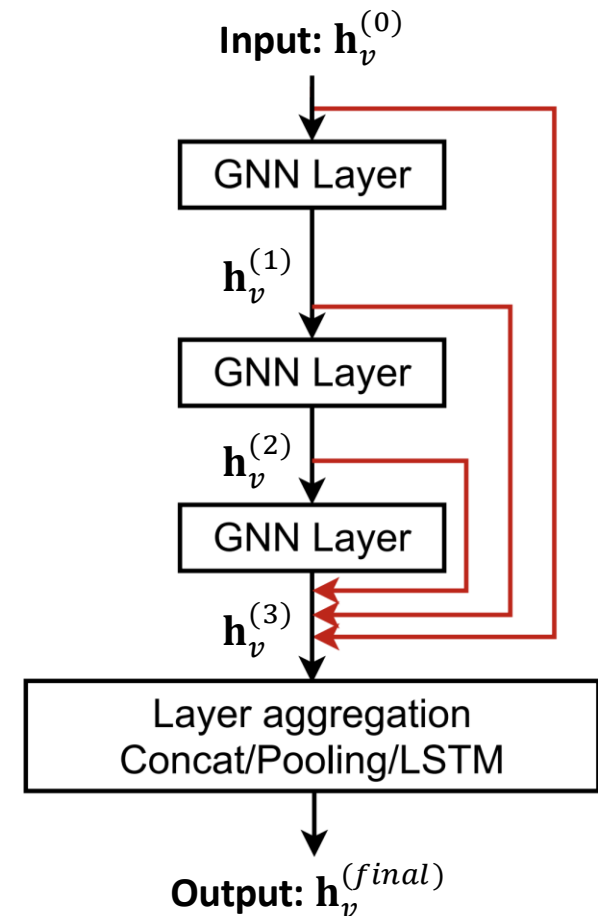 Input: h_v^(0)
GNN Layer
h_v^(1)
GNN Layer
h_v^(2)
GNN Layer
h_v^(3)
Layer aggregation
Concat/Pooling/LSTM
Output: h_v^(final)